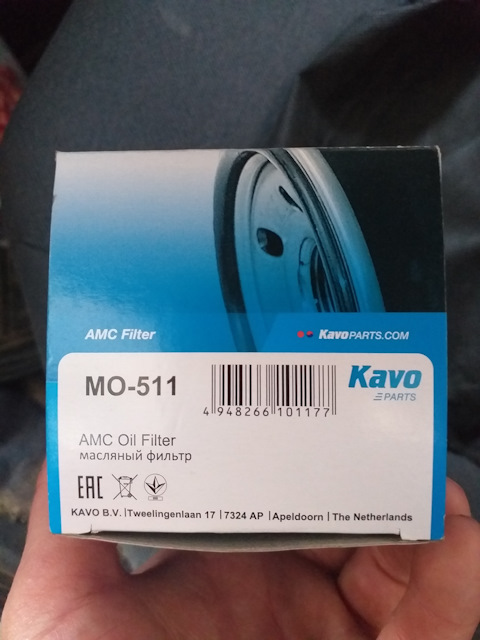 AMC Filter
KavoPARTS.COM
MO-511
4 948266 101177
Kavo
PARTS
AMC Oil Filter
масляный фильтр
EAC
KAVO B.V. |Tweelingenlaan 17 |7324 AP |Apeldoorn |The Netherlands